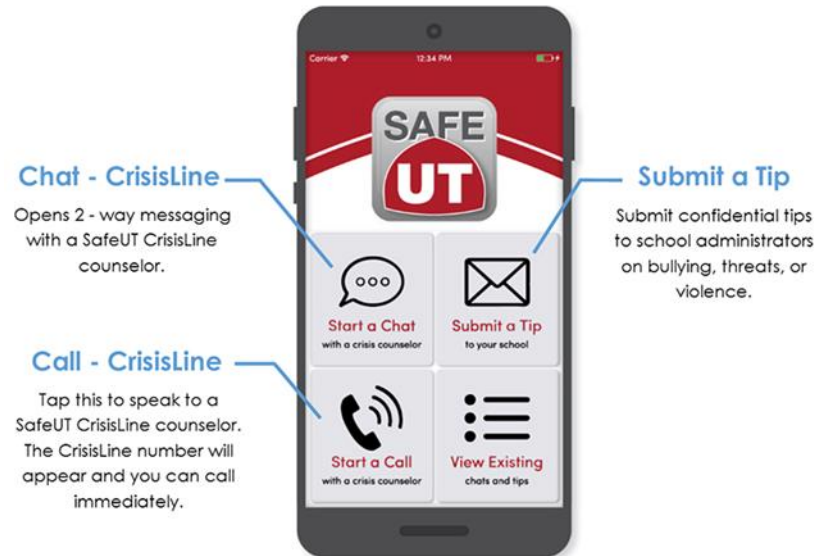 Carrier 12:34 PM
SAFE
UT
Chat - CrisisLine
Opens 2 - way messaging
with a SafeUT CrisisLine
counselor.
Call - CrisisLine
Tap this to speak to a
SafeUT CrisisLine counselor.
The CrisisLine number will
appear and you can call
immediately.
Start a Chat
with a crisis counselor
Submit a Tip
to your school
Start a Call
with a crisis counselor
View Existing
chats and tips
Submit a Tip
Submit confidential tips
to school administrators
on bullying, threats, or
violence.